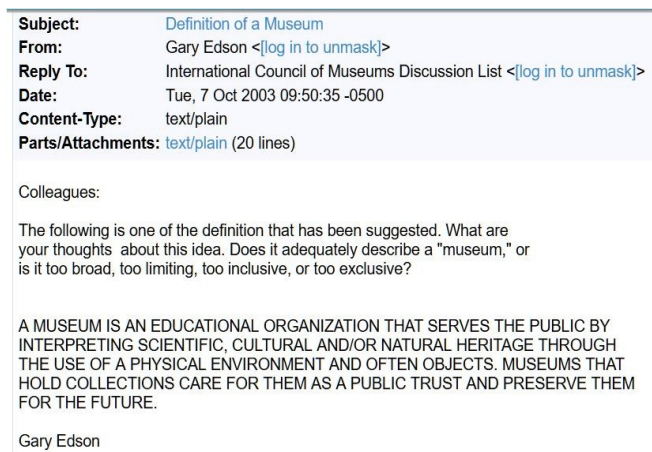 Subject: Definition of a Museum
From: Gary Edson <[log in to unmask]>
Reply To: International Council of Museums Discussion List <[log in to unmask]>
Date: Tue, 7 Oct 2003 09:50:35 -0500
Content-Type: text/plain
Parts/Attachments: text/plain (20 lines)
Colleagues:
The following is one of the definition that has been suggested. What are
your thoughts  about this idea. Does it adequately describe a "museum," or
is it too broad, too limiting, too inclusive, or too exclusive?
A MUSEUM IS AN EDUCATIONAL ORGANIZATION THAT SERVES THE PUBLIC BY
INTERPRETING SCIENTIFIC, CULTURAL AND/OR NATURAL HERITAGE THROUGH
THE USE OF A PHYSICAL ENVIRONMENT AND OFTEN OBJECTS. MUSEUMS THAT
HOLD COLLECTIONS CARE FOR THEM AS A PUBLIC TRUST AND PRESERVE THEM
FOR THE FUTURE.
Gary Edson